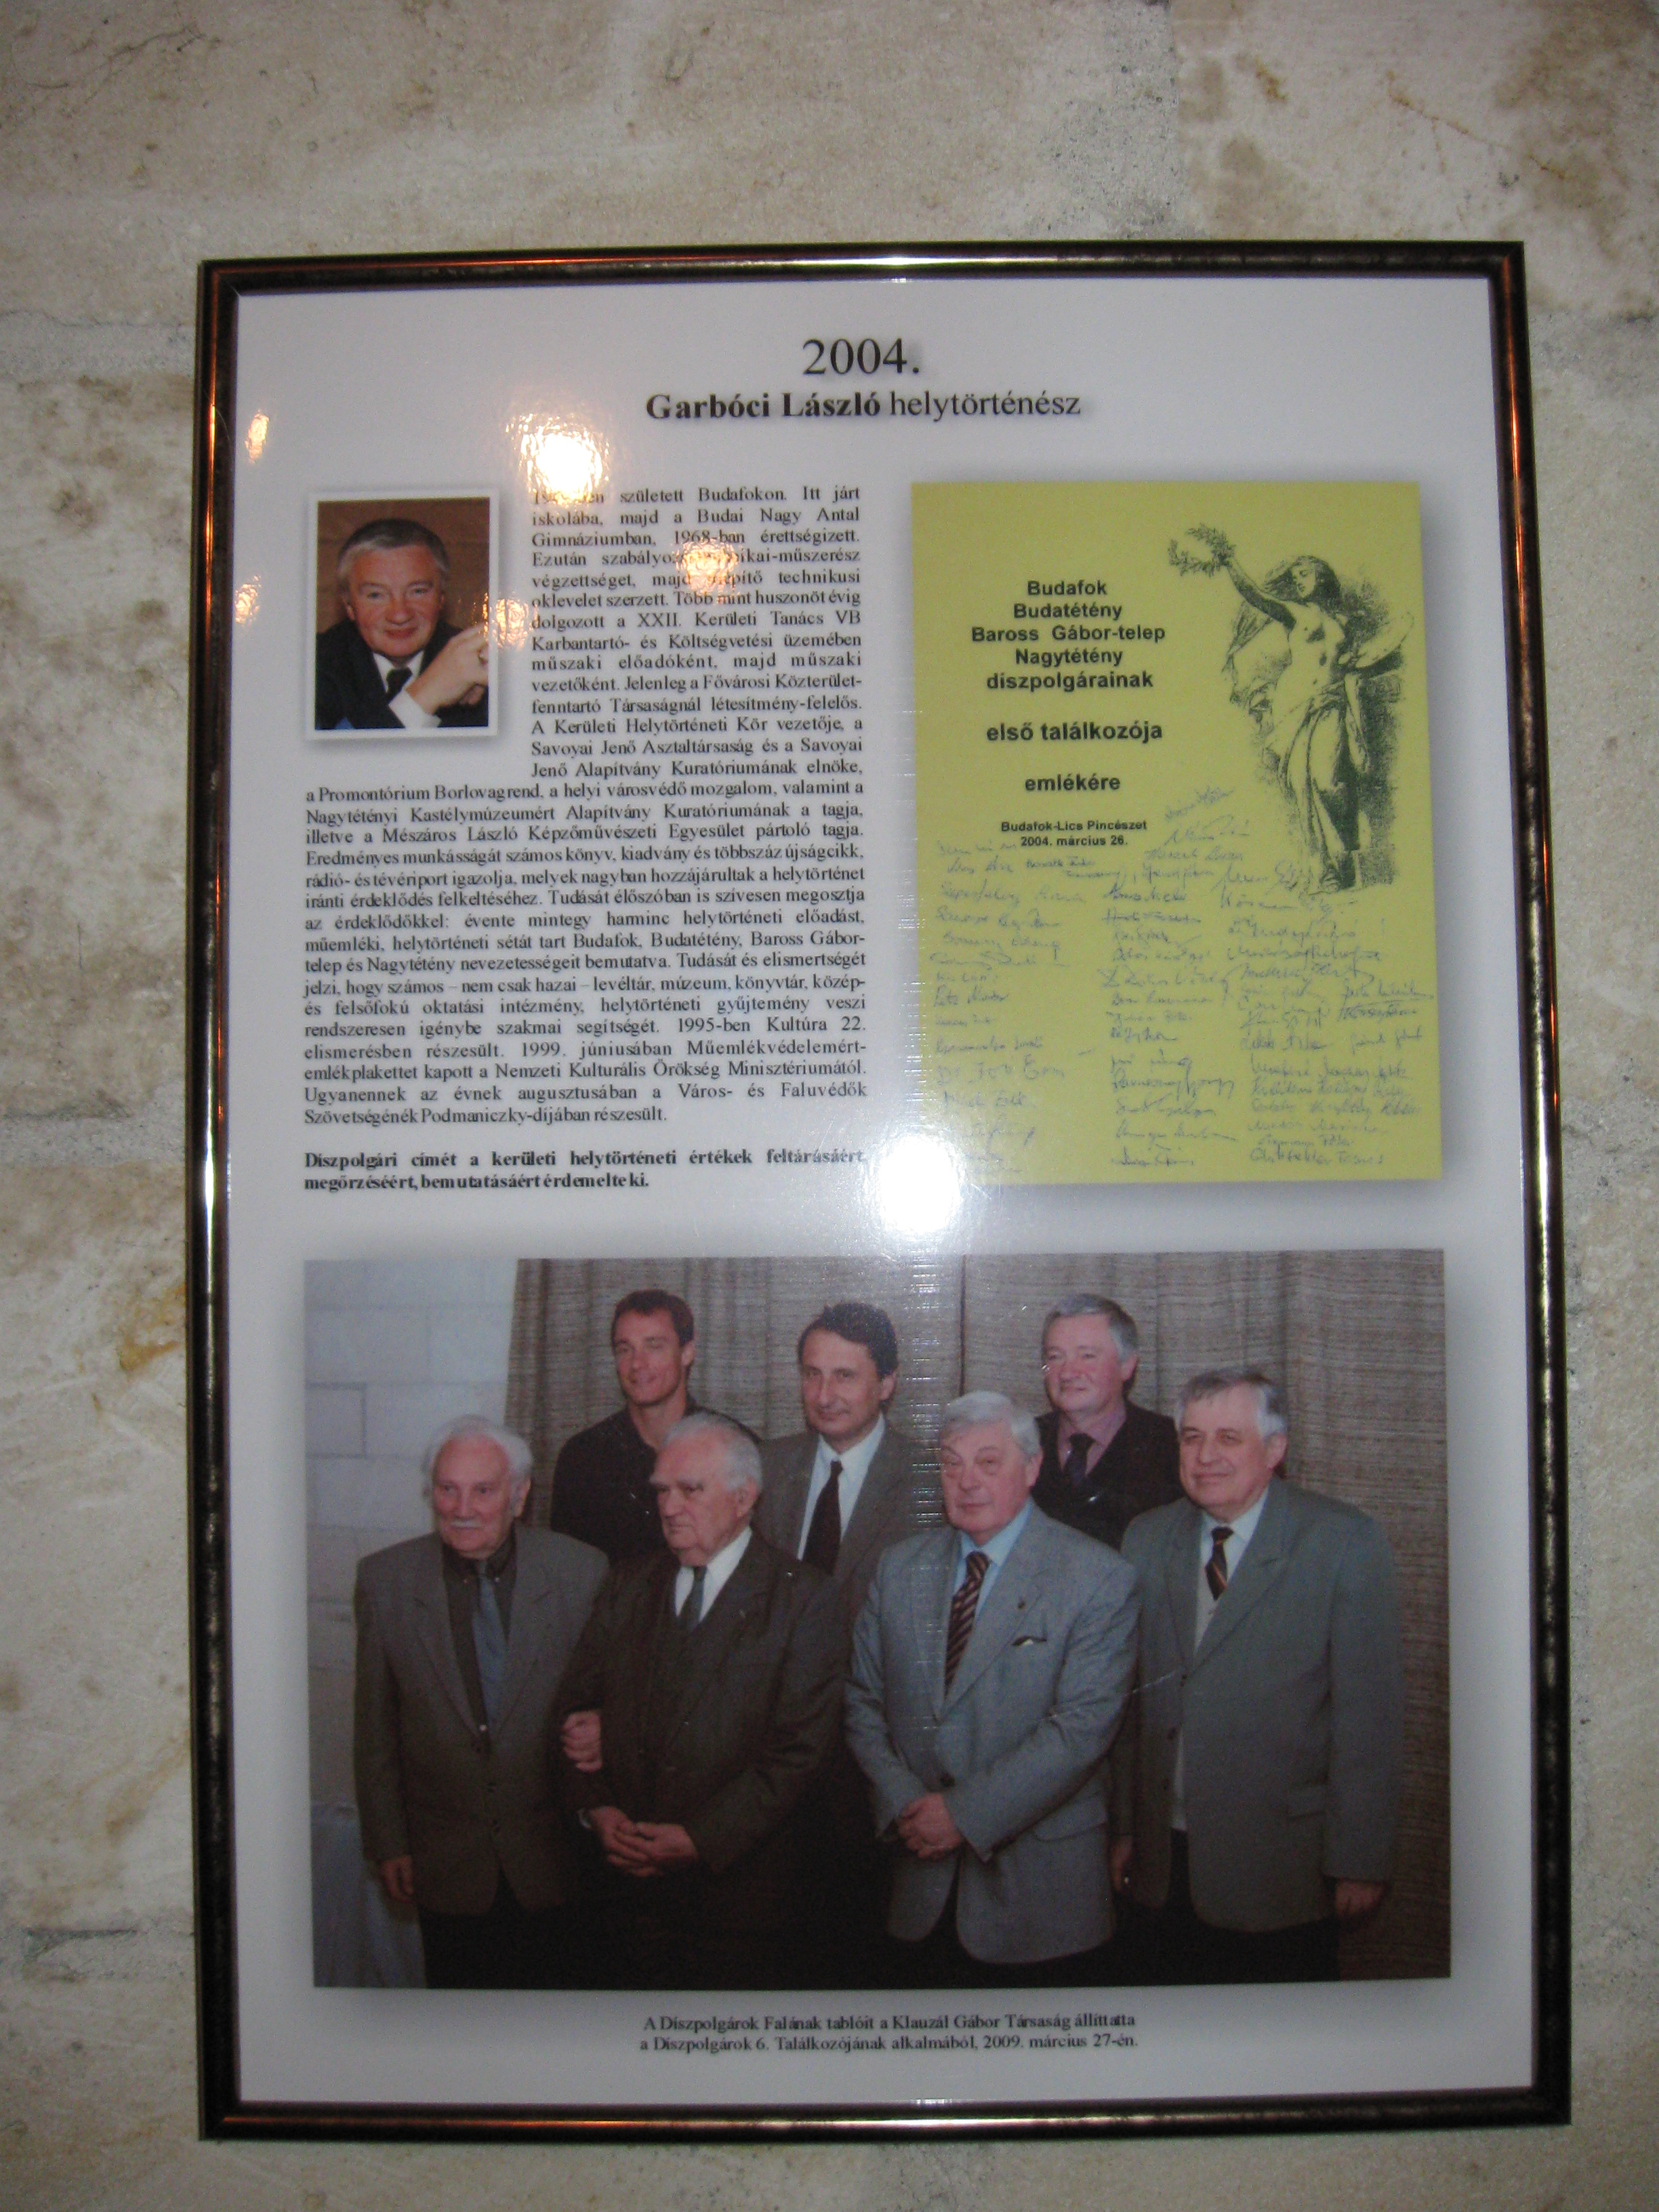 2004.
Garbóci László helytörténész
született Budafokon. Itt járt
iskolába, majd a Budai Nagy Antal
Gimnáziumban, 1968-ban érettségizett.
Ezután
végzettséget, majd technikusi
oklevelet szerzett. Több mint huszonöt évig
dolgozott a XXII. Kerületi Tanács VB
Karbantartó- és Költségvetési üzemében
műszaki előadóként, majd műszaki
vezetőként. Jelenleg a Fővárosi Közterület-
fenntartó Társaságnál létesítmény-felelős.
A Kerületi Helytörténeti Kör vezetője, a
Savoyai Jenő Asztaltársaság és a Savoyai
Jenő Alapítvány Kuratóriumának elnöke,
a Promontórium Borlovagrend, a helyi városvédő mozgalom, valamint a
Nagytétényi Kastélymúzeumért Alapítvány Kuratóriumának a tagja,
illetve a Mészáros László Képzőművészeti Egyesület pártoló tagja.
Eredményes munkásságát számos könyv, kiadvány és többszáz újságcikk,
rádió- és tévériport igazolja, melyek nagyban hozzájárultak a helytörténet
iránti érdeklődés felkeltéséhez. Tudását élőszóban is szívesen megosztja
az érdeklődőkkel: évente mintegy harminc helytörténeti előadást,
műemléki, helytörténeti sétát tart Budafok, Budatétény, Baross Gábor-
telep és Nagytétény nevezetességeit bemutatva. Tudását és elismertségét
jelzi, hogy számos – nem csak hazai – levéltár, múzeum, könyvtár, közép-
és felsőfokú oktatási intézmény, helytörténeti gyűjtemény veszi
rendszeresen igénybe szakmai segítségét. 1995-ben Kultúra 22.
elismerésben részesült. 1999. júniusában Műemlékvédelemért-
emlékplakettet kapott a Nemzeti Kulturális Örökség Minisztériumától.
Ugyanennek az évnek augusztusában a Város- és Faluvédők
Szövetségének Podmaniczky-díjában részesült.
Díszpolgári címét a kerületi helytörténeti értékek feltárásáért,
megőrzéséért, bemutatásáért érdemelte ki.
Budafok
Budatétény
Baross Gábor-telep
Nagytétény
díszpolgárainak
első találkozója
emlékére
Budafok-Lics Pincészet
2004. március 26.
A Díszpolgárok Falának tablóit a Klauzál Gábor Társaság állíttatta
a Díszpolgárok 6. Találkozójának alkalmából, 2009. március 27-én.